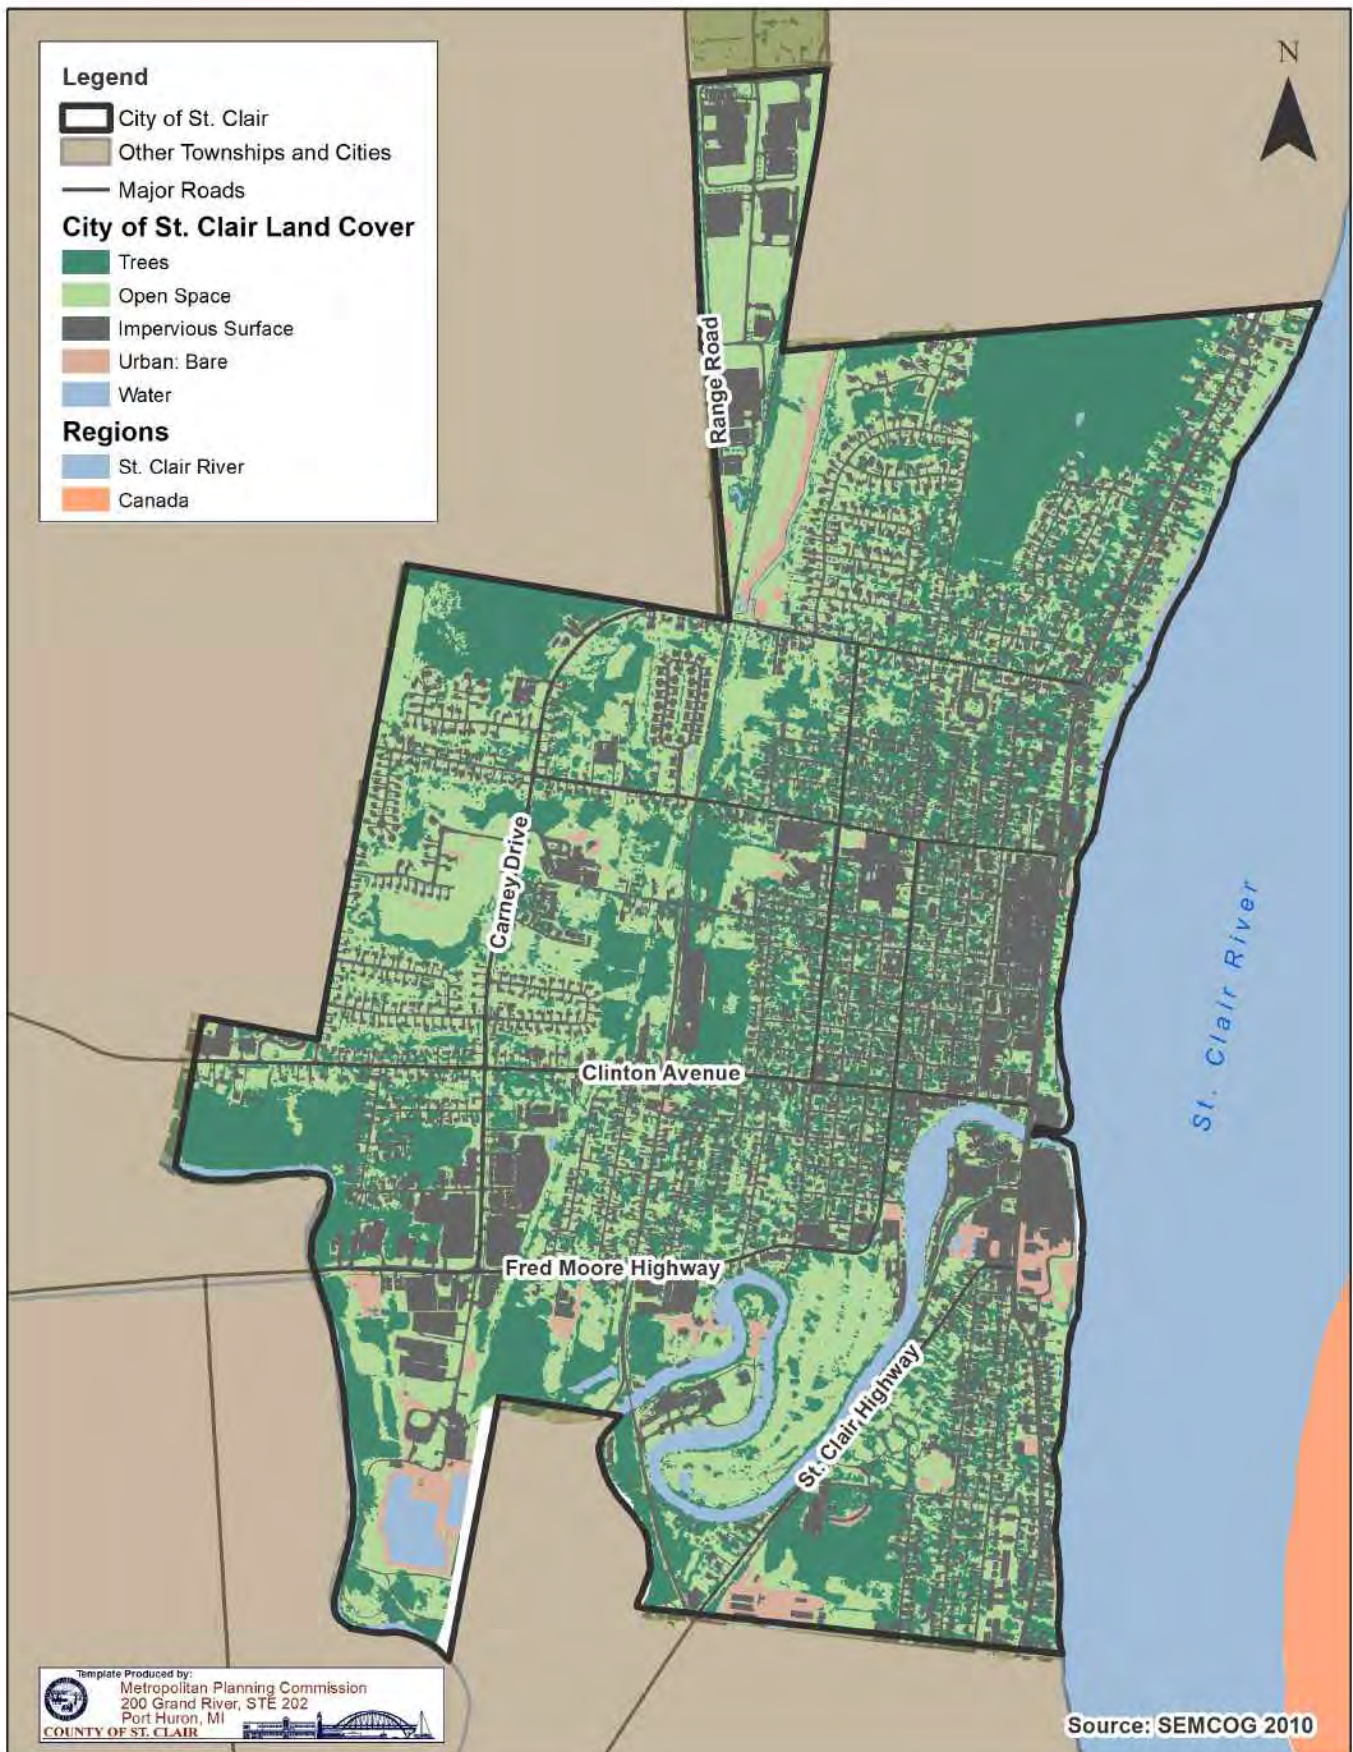 Legend
City of St. Clair
Other Townships and Cities
Major Roads
City of St. Clair Land Cover
Trees
Open Space
Impervious Surface
Urban: Bare
Water
Regions
St. Clair River
Canada
N
Range Road
Carney Drive
Clinton Avenue
St. Clair River
Fred Moore Highway
St. Clair Highway
Template Produced by:
Metropolitan Planning Commission
200 Grand River, STE 202
Port Huron, MI
COUNTY OF ST. CLAIR
Source: SEMCOG 2010